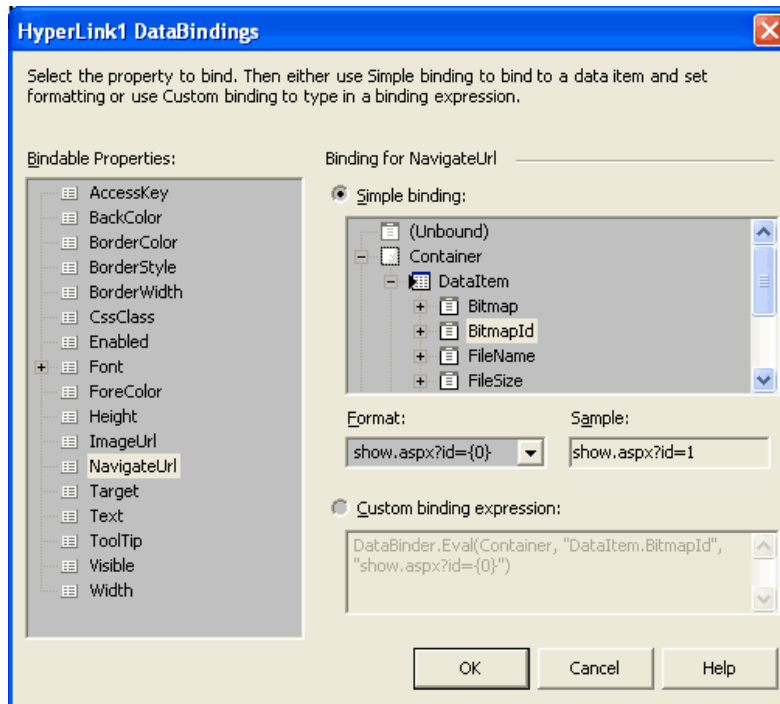 HyperLink1 DataBindings
Select the property to bind. Then either use Simple binding to bind to a data item and set
formatting or use Custom binding to type in a binding expression.
Bindable Properties:
AccessKey
BackColor
BorderColor
BorderStyle
BorderWidth
CssClass
Enabled
Font
ForeColor
Height
ImageUrl
NavigateUrl
Target
Text
ToolTip
Visible
Width
Binding for NavigateUrl
Simple binding:
(Unbound)
Container
DataItem
Bitmap
BitmapId
FileName
FileSize
Format:
Sample:
show.aspx?id={0}
show.aspx?id=1
Custom binding expression:
DataBinder.Eval(Container, "DataItem.BitmapId",
"show.aspx?id={0}")
OK
Cancel
Help